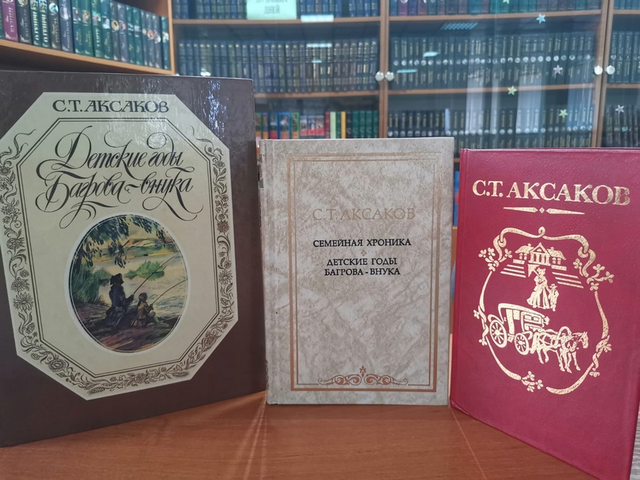 С.Т. АКСАКОВ
Детские годы
Багрова-внука
С.Т. АКСАКОВ
СЕМЕЙНАЯ ХРОНИКА
ДЕТСКИЕ ГОДЫ
БАГРОВА-ВНУКА
С.Т. АКСАКОВ